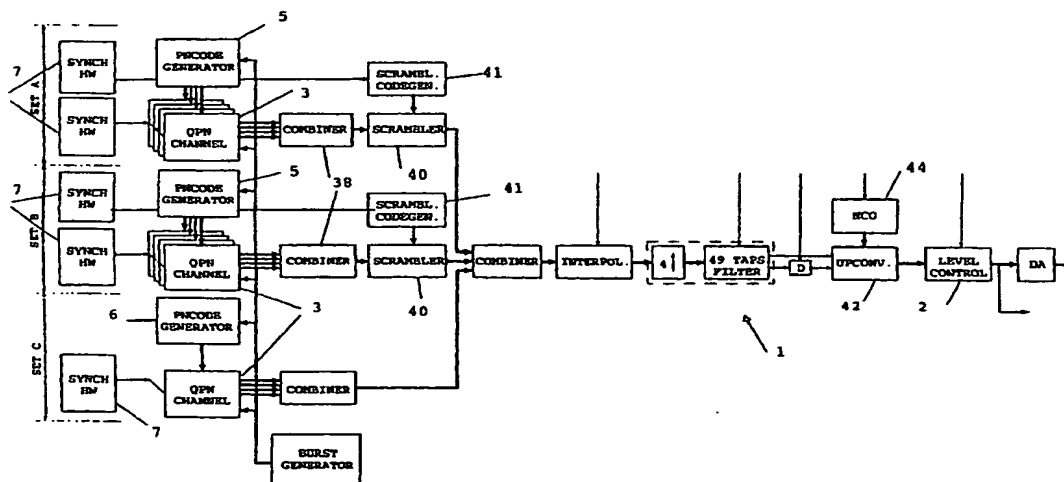 5
7
SET A
SYNCH
HW
PNCODE
GENERATOR
SCRAMBL.
CODEGEN.
41
SYNCH
HW
3
QPN
CHANNEL
COMBINER
SCRAMBLER
38
40
7
SET B
SYNCH
HW
PNCODE
GENERATOR
5
SCRAMBL.
CODEGEN.
41
44
NCO
SYNCH
HW
QPN
CHANNEL
COMBINER
SCRAMBLER
COMBINER
INTERPOL.
4
49 TAPS
FILTER
D
UPCONV.
LEVEL
CONTROL
DA
40
42
2
1
SET C
6
PNCODE
GENERATOR
3
SYNCH
HW
QPN
CHANNEL
COMBINER
7
BURST
GENERATOR